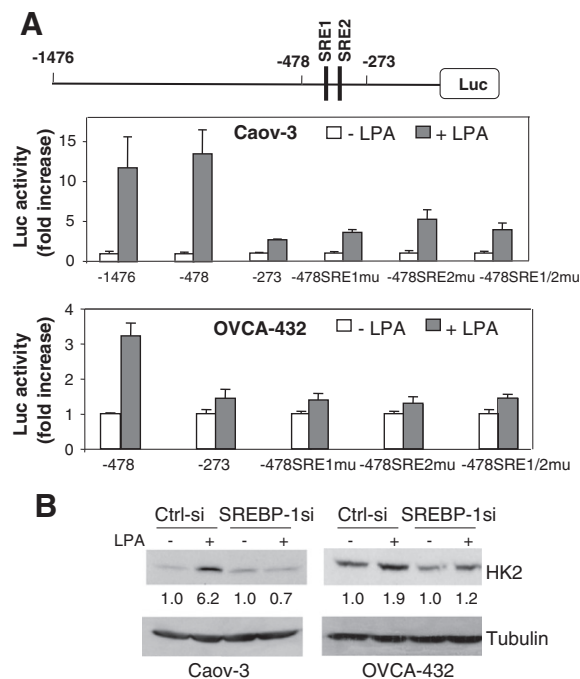 A
-1476
-478
SRE1
SRE2
-273
Luc
Luc activity
(fold increase)
15
10
5
0
Caov-3
- LPA
+ LPA
-1476
-478
-273
-478SRE1mu
-478SRE2mu
-478SRE1/2mu
Luc activity
(fold increase)
4
3
2
1
0
OVCA-432
- LPA
+ LPA
-478
-273
-478SRE1mu
-478SRE2mu
-478SRE1/2mu
B
Ctrl-si SREBP-1si Ctrl-si SREBP-1si
LPA - + - + - + - +
HK2
1.0 6.2 1.0 0.7 1.0 1.9 1.0 1.2
Tubulin
Caov-3 OVCA-432